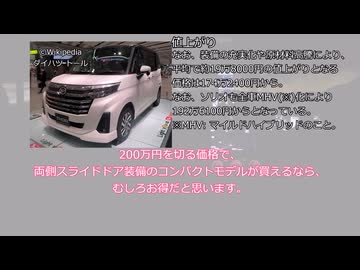 ©Wikipedia
ダイハツ トール
値上がり
なお、装備の充実化や原材料高騰により、
平均で約19万8000円の値上がりとなる
価格は174万2400円から。
なお、ソリオも全車MHV(※)化により
192万6100円からとなっている。
※MHV: マイルドハイブリッドのこと。
200万円を切る価格で、
両側スライドドア装備のコンパクトモデルが買えるなら、
むしろお得だと思います。